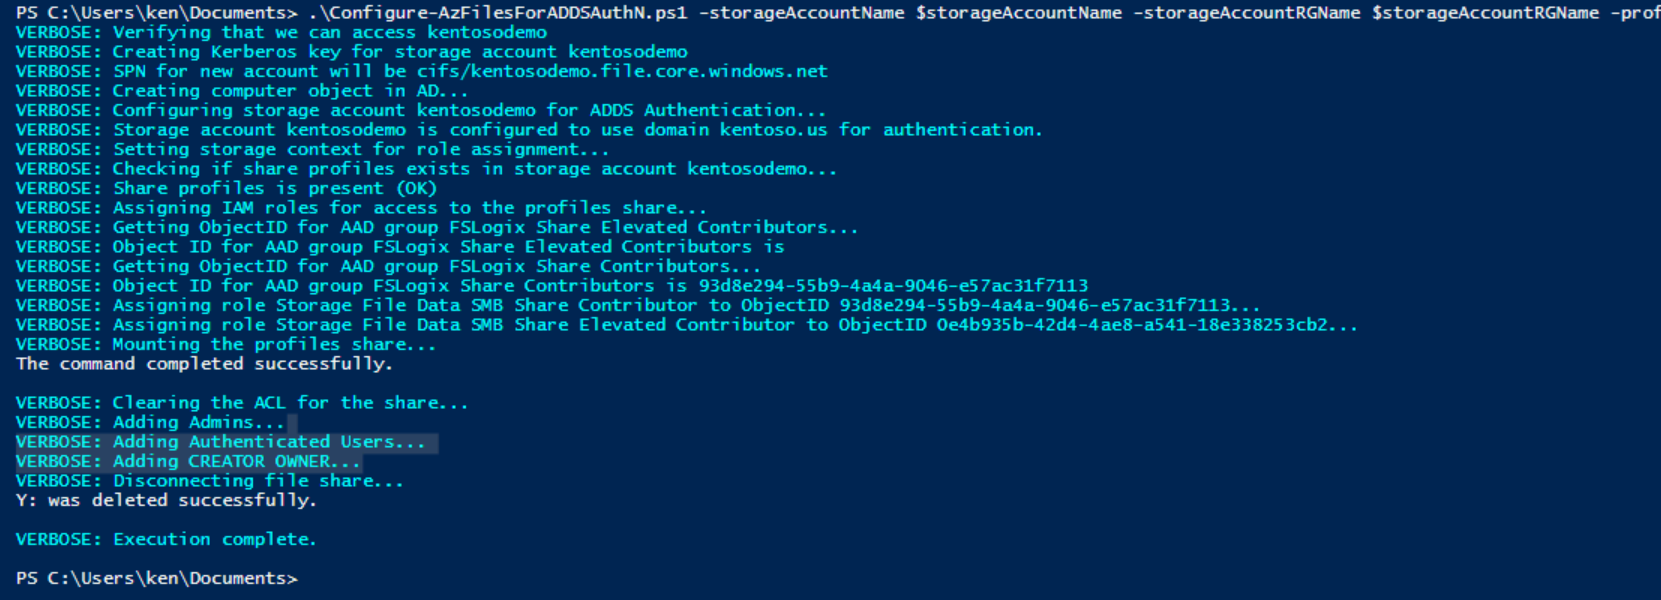 PS C:\Users\ken\Documents> .\Configure-AzFilesForADDSAuthN.ps1 -storageAccountName $storageAccountName -storageAccountRGName $storageAccountRGName -prof
VERBOSE: Verifying that we can access kentosodemo
VERBOSE: Creating Kerberos key for storage account kentosodemo
VERBOSE: SPN for new account will be cifs/kentosodemo.file.core.windows.net
VERBOSE: Creating computer object in AD...
VERBOSE: Configuring storage account kentosodemo for ADDS Authentication...
VERBOSE: Storage account kentosodemo is configured to use domain kentoso.us for authentication.
VERBOSE: Setting storage context for role assignment...
VERBOSE: Checking if share profiles exists in storage account kentosodemo...
VERBOSE: Share profiles is present (OK)
VERBOSE: Assigning IAM roles for access to the profiles share...
VERBOSE: Getting ObjectID for AAD group FSLogix Share Elevated Contributors...
VERBOSE: Object ID for AAD group FSLogix Share Elevated Contributors is
VERBOSE: Getting ObjectID for AAD group FSLogix Share Contributors...
VERBOSE: Object ID for AAD group FSLogix Share Contributors is 93d8e294-55b9-4a4a-9046-e57ac31f7113
VERBOSE: Assigning role Storage File Data SMB Share Contributor to ObjectID 93d8e294-55b9-4a4a-9046-e57ac31f7113...
VERBOSE: Assigning role Storage File Data SMB Share Elevated Contributor to ObjectID 0e4b935b-42d4-4ae8-a541-18e338253cb2...
VERBOSE: Mounting the profiles share...
The command completed successfully.
VERBOSE: Clearing the ACL for the share...
VERBOSE: Adding Admins...
VERBOSE: Adding Authenticated Users...
VERBOSE: Adding CREATOR OWNER...
VERBOSE: Disconnecting file share...
Y: was deleted successfully.
VERBOSE: Execution complete.
PS C:\Users\ken\Documents>